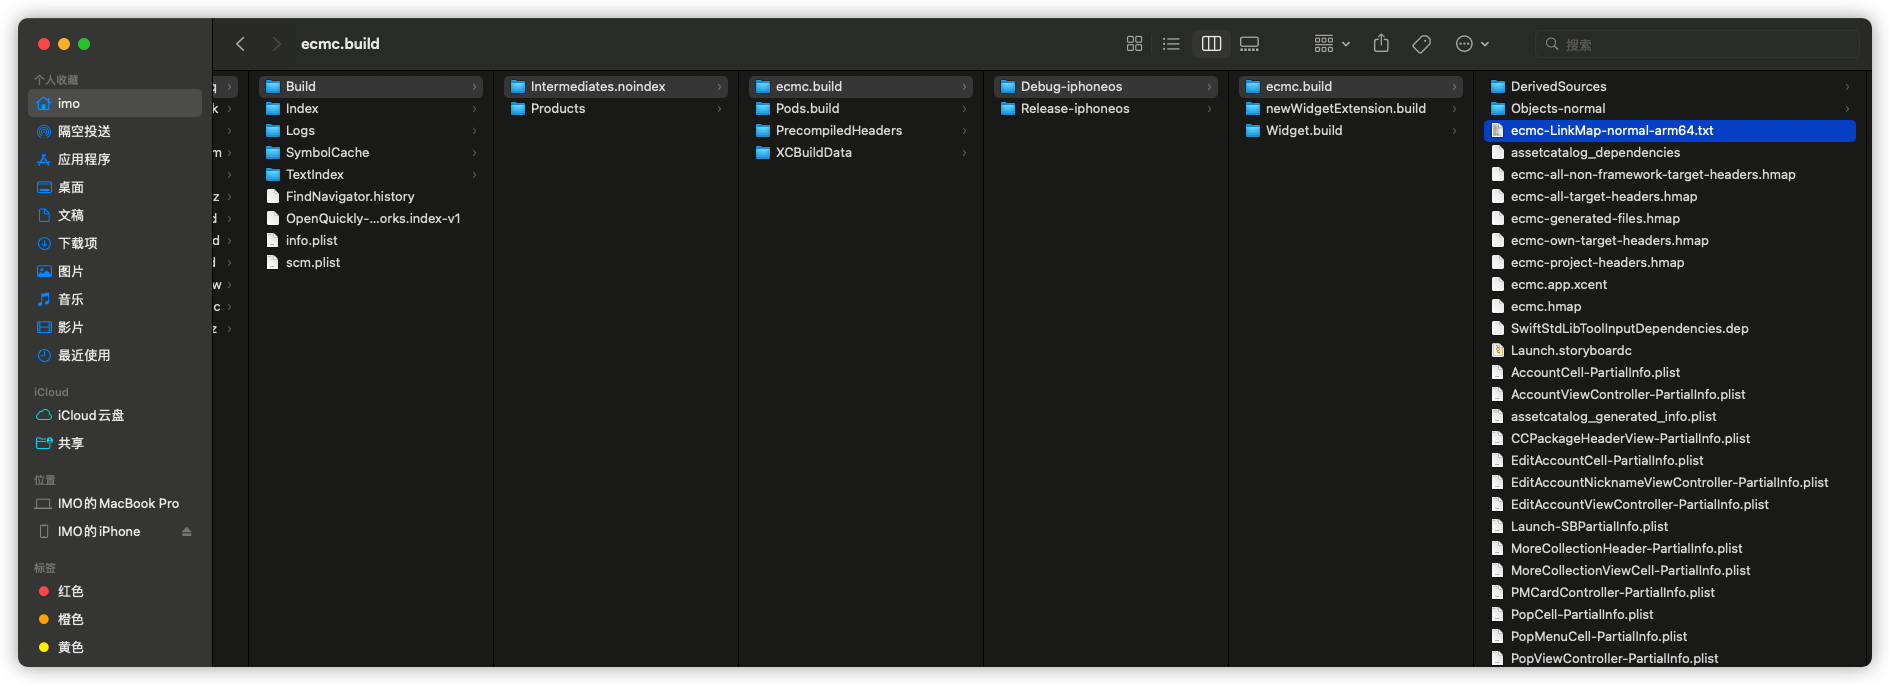 ecmc.build
搜索
个人收藏
imo
隔空投送
应用程序
桌面
文稿
下载项
图片
音乐
影片
最近使用
iCloud
iCloud云盘
共享
位置
IMO的MacBook Pro
IMO的iPhone
标签
红色
橙色
黄色
q
k
m
z
d
d
w
c
z
Build
Index
Logs
SymbolCache
TextIndex
FindNavigator.history
OpenQuickly-...orks.index-v1
info.plist
scm.plist
Intermediates.noindex
Products
ecmc.build
Pods.build
PrecompiledHeaders
XCBuildData
Debug-iphoneos
Release-iphoneos
ecmc.build
newWidgetExtension.build
Widget.build
DerivedSources
Objects-normal
ecmc-LinkMap-normal-arm64.txt
assetcatalog_dependencies
ecmc-all-non-framework-target-headers.hmap
ecmc-all-target-headers.hmap
ecmc-generated-files.hmap
ecmc-own-target-headers.hmap
ecmc-project-headers.hmap
ecmc.app.xcent
ecmc.hmap
SwiftStdLibToolInputDependencies.dep
Launch.storyboardc
AccountCell-PartialInfo.plist
AccountViewController-PartialInfo.plist
assetcatalog_generated_info.plist
CCPackageHeaderView-PartialInfo.plist
EditAccountCell-PartialInfo.plist
EditAccountNicknameViewController-PartialInfo.plist
EditAccountViewController-PartialInfo.plist
Launch-SBPartialInfo.plist
MoreCollectionHeader-PartialInfo.plist
MoreCollectionViewCell-PartialInfo.plist
PMCardController-PartialInfo.plist
PopCell-PartialInfo.plist
PopMenuCell-PartialInfo.plist
PopViewController-PartialInfo.plist